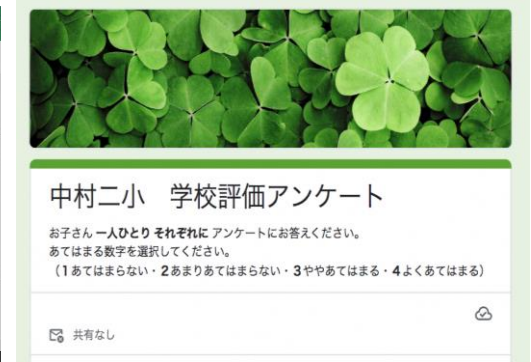 中村二小　学校評価アンケート
お子さん 一人ひとり それぞれに アンケートにお答えください。
あてはまる数字を選択してください。
（１あてはまらない・２あまりあてはまらない・３ややあてはまる・４よくあてはまる）
共有なし